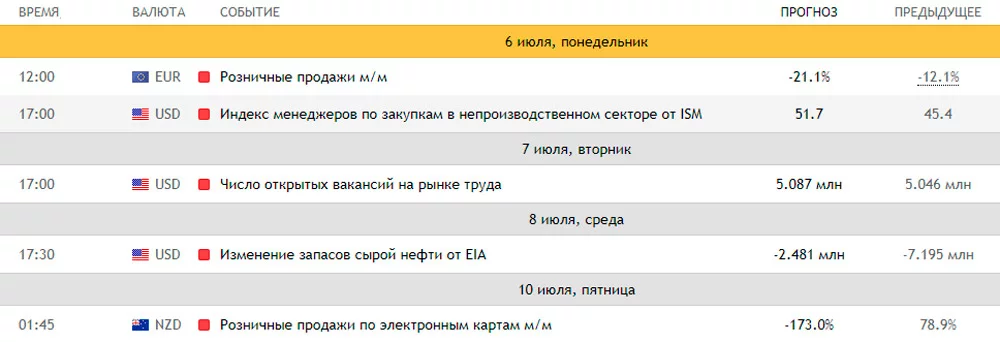 ВРЕМЯ ВАЛЮТА СОБЫТИЕ ПРОГНОЗ ПРЕДЫДУЩЕЕ
6 июля, понедельник
12:00 EUR Розничные продажи м/м -21.1% -12.1%
17:00 USD Индекс менеджеров по закупкам в непроизводственном секторе от ISM 51.7 45.4
7 июля, вторник
17:00 USD Число открытых вакансий на рынке труда 5.087 млн 5.046 млн
8 июля, среда
17:30 USD Изменение запасов сырой нефти от EIA -2.481 млн -7.195 млн
10 июля, пятница
01:45 NZD Розничные продажи по электронным картам м/м -173.0% 78.9%